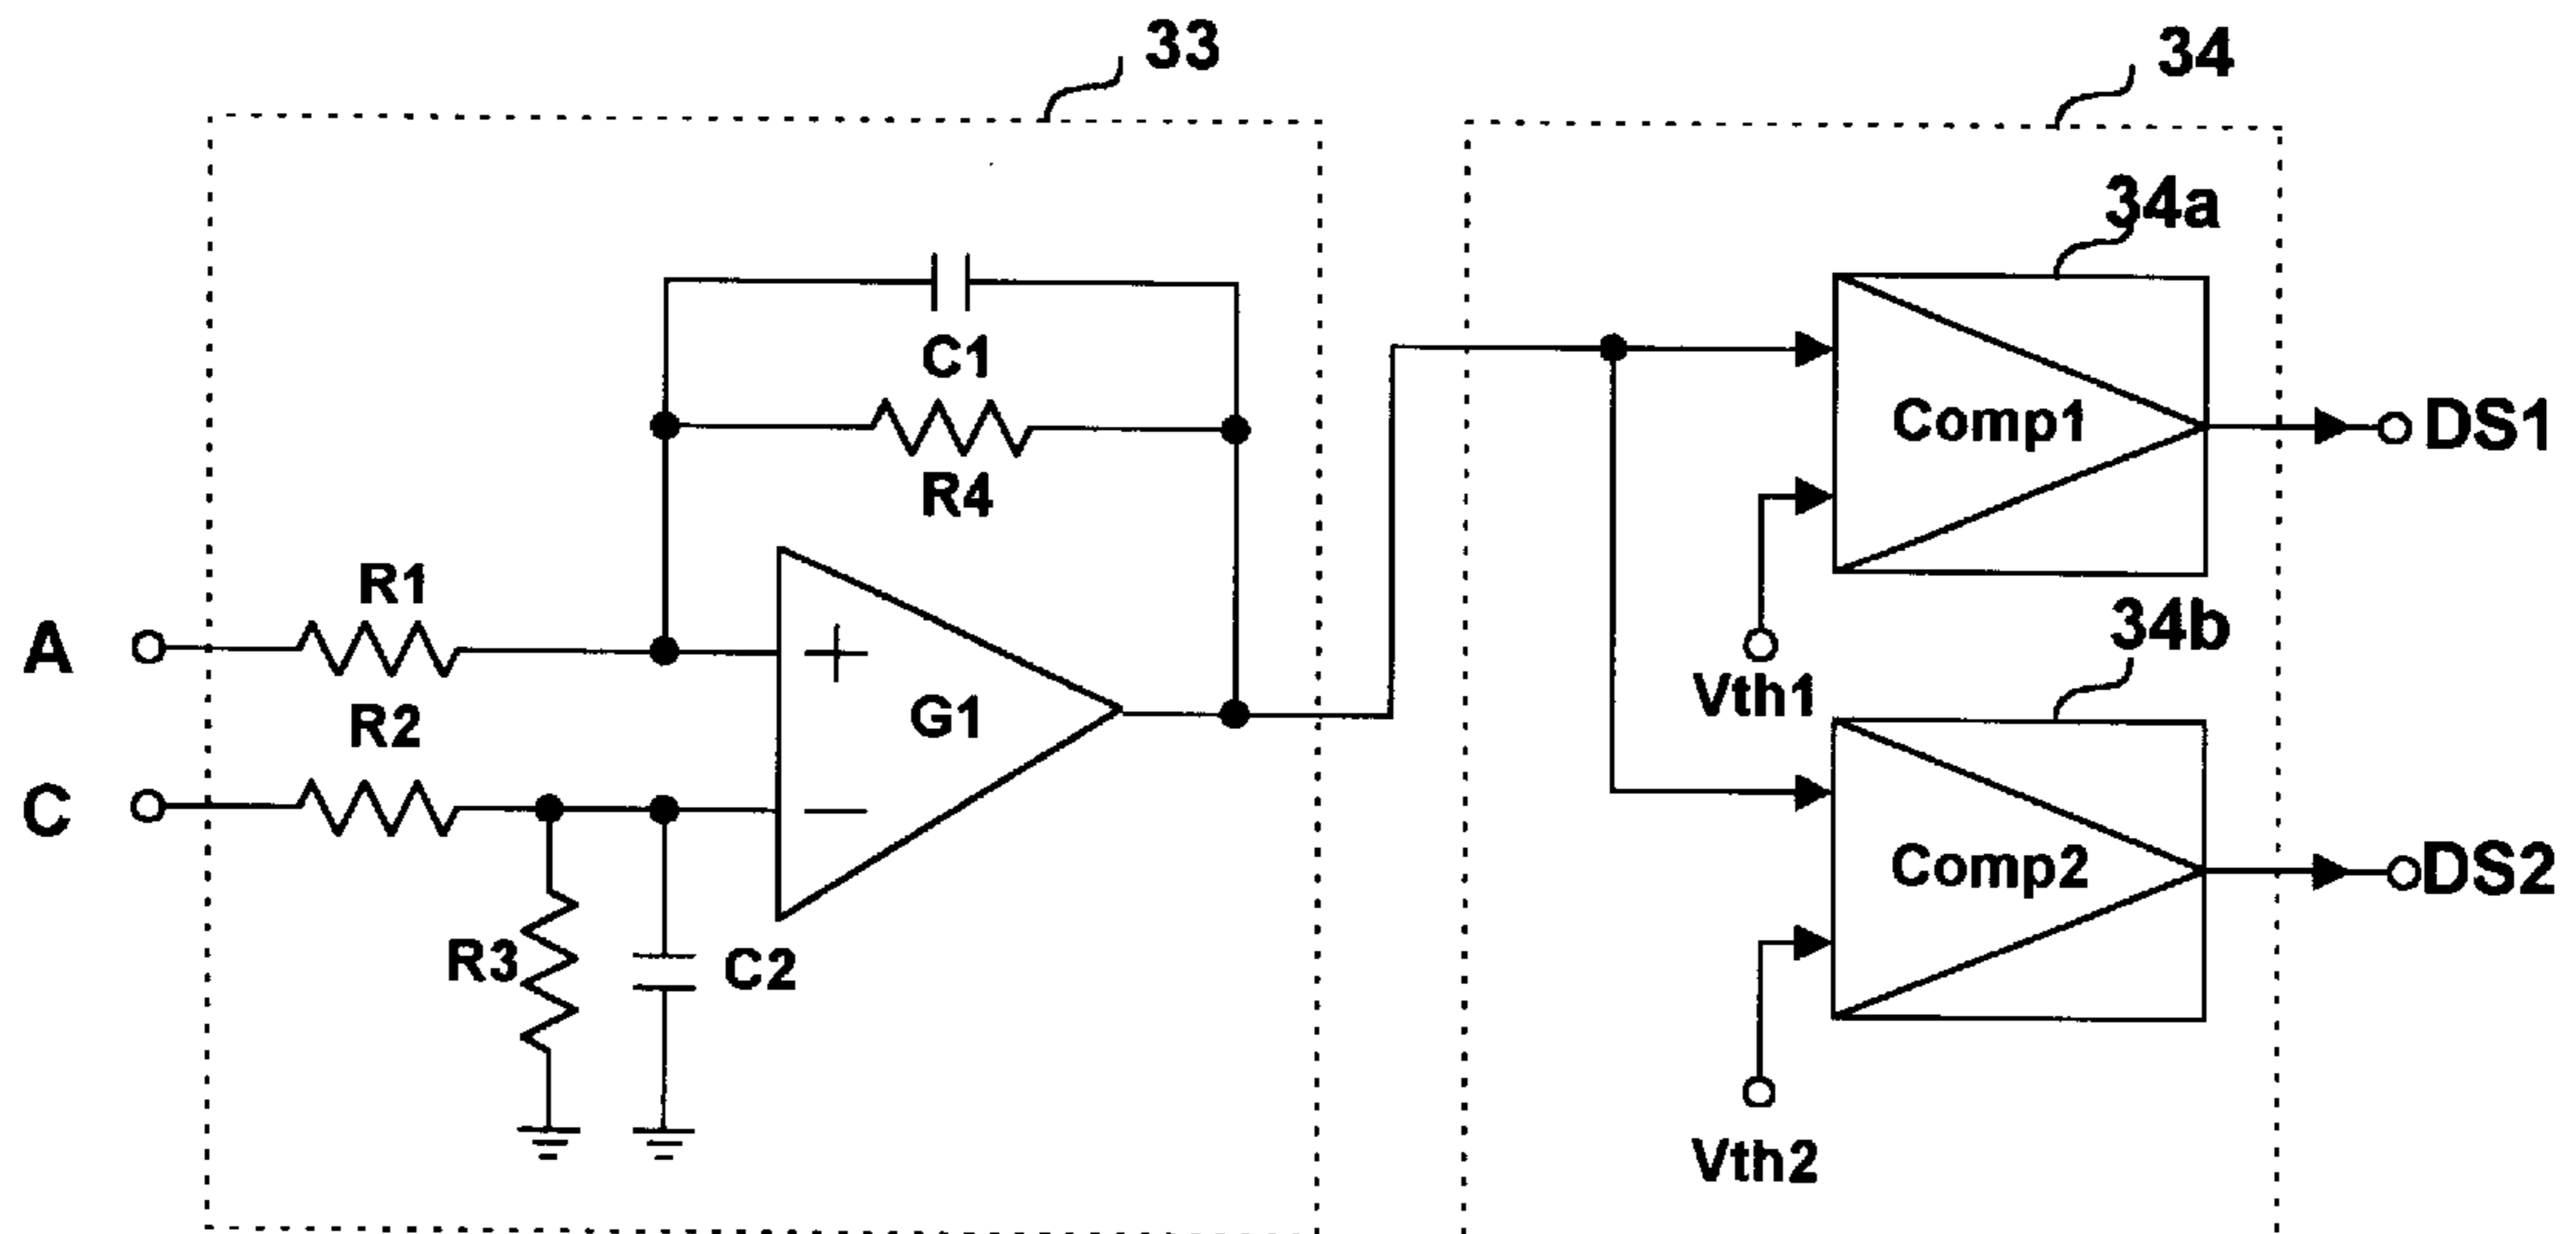 33
34
34a
C1
R4
Comp1
DS1
R1
A
G1
Vth1
34b
R2
C
Comp2
DS2
R3
C2
Vth2
+
−